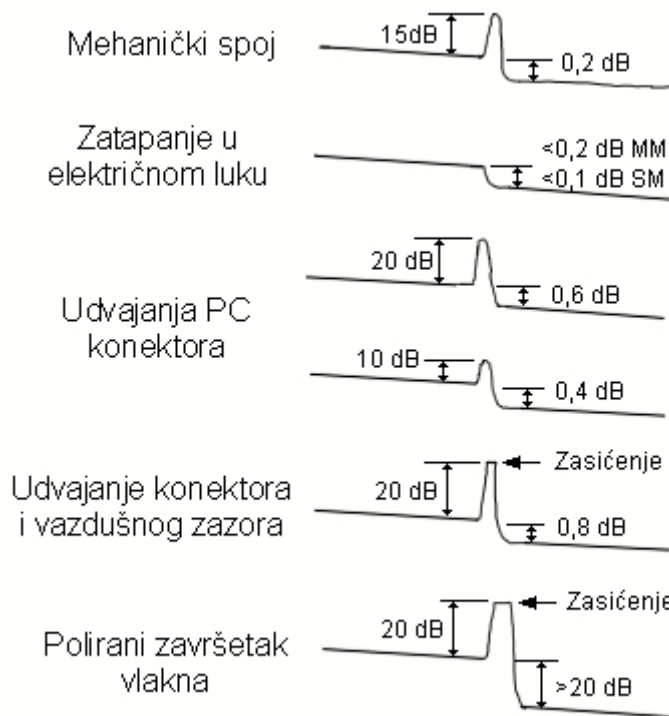 Mehanički spoj
15dB
0,2 dB
Zatapanje u
električnom luku
<0,2 dB MM
<0,1 dB SM
Udvajanja PC
konektora
20 dB
0,6 dB
10 dB
0,4 dB
Udvajanje konektora
i vazdušnog zazora
20 dB
Zasićenje
0,8 dB
Polirani završetak
vlakna
20 dB
Zasićenje
>20 dB